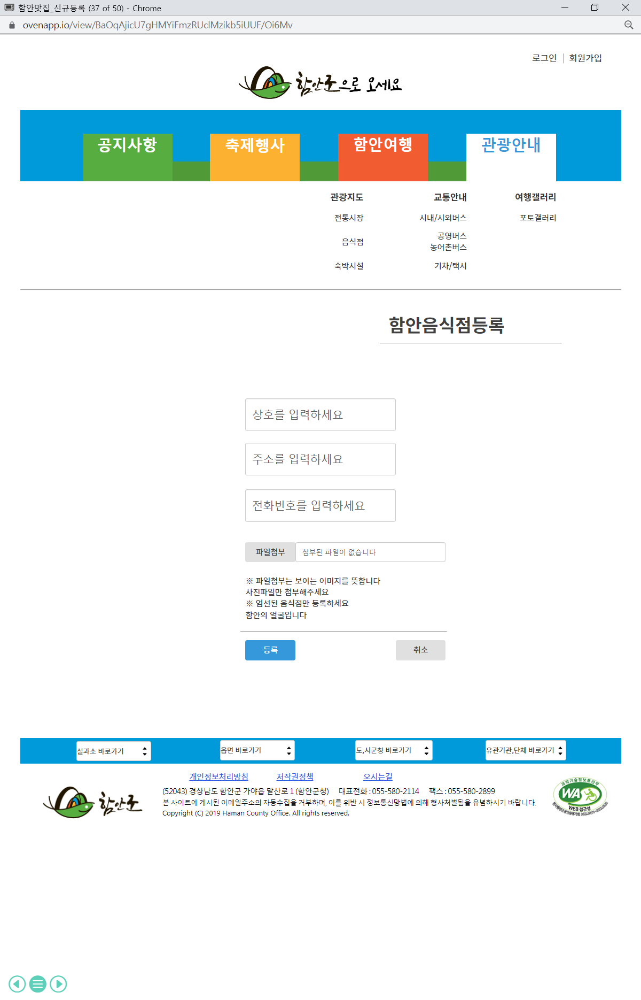 함안맛집_신규등록 (37 of 50) - Chrome
ovenapp.io/view/BaOqAjicU7gHMYiFmzRUclMzikb5iUUF/Oi6Mv
로그인 | 회원가입
함안군으로 오세요
공지사항 축제행사 함안여행 관광안내
관광지도 교통안내 여행갤러리
전통시장 시내/시외버스 포토갤러리
음식점 공영버스
농어촌버스
숙박시설 기차/택시
함안음식점등록
상호를 입력하세요
주소를 입력하세요
전화번호를 입력하세요
파일첨부 첨부된 파일이 없습니다
※ 파일첨부는 보이는 이미지를 뜻합니다
사진파일만 첨부해주세요
※ 엄선된 음식점만 등록하세요
함안의 얼굴입니다
등록 취소
실과소 바로가기 읍면 바로가기 도,시군청 바로가기 유관기관,단체 바로가기
개인정보처리방침 저작권정책 오시는길
함안군
(52043) 경상남도 함안군 가야읍 말산로 1 (함안군청) 대표전화 : 055-580-2114 팩스 : 055-580-2899
본 사이트에 게시된 이메일주소의 자동수집을 거부하며, 이를 위반 시 정보통신망법에 의해 형사처벌됨을 유념하시기 바랍니다.
Copyright (C) 2019 Haman County Office. All rights reserved.
과학기술정보통신부
WA
WEB 접근성